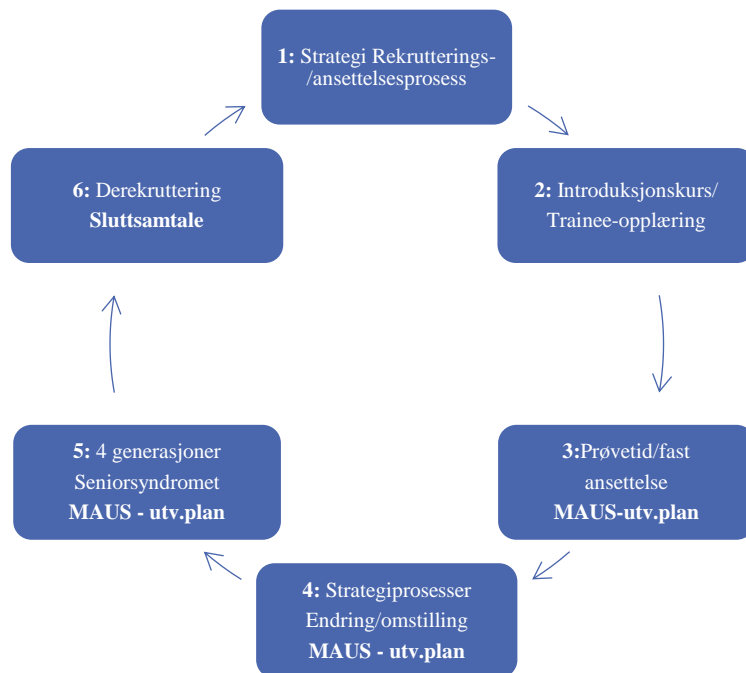 1: Strategi Rekrutterings-
/ansettelsesprosess
2: Introduksjonskurs/
Trainee-opplæring
3:Prøvetid/fast
ansettelse
MAUS-utv.plan
4: Strategiprosesser
Endring/omstilling
MAUS - utv.plan
5: 4 generasjoner
Seniorsyndromet
MAUS - utv.plan
6: Derekruttering
Sluttsamtale